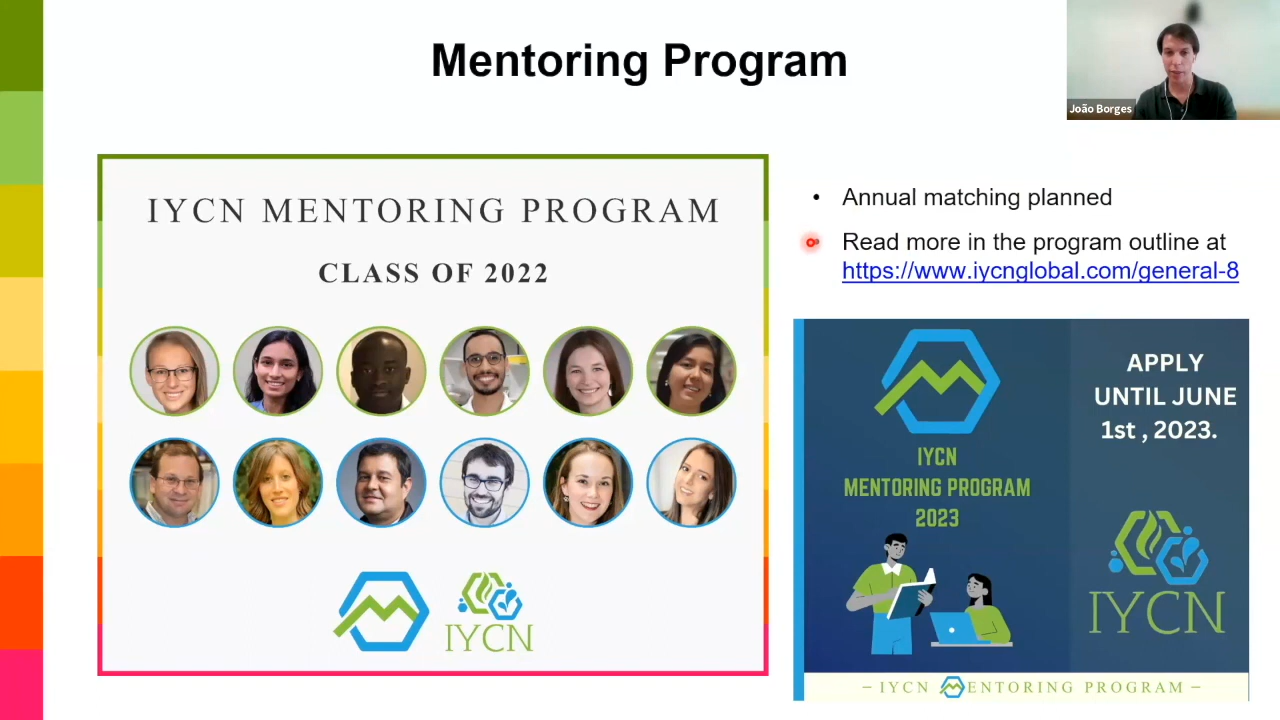 Mentoring Program
João Borges
IYCN MENTORING PROGRAM
CLASS OF 2022
IYCN
• Annual matching planned
Read more in the program outline at
https://www.iycnglobal.com/general-8
IYCN
MENTORING PROGRAM
2023
APPLY
UNTIL JUNE
1st , 2023.
IYCN
– IYCN MENTORING PROGRAM –